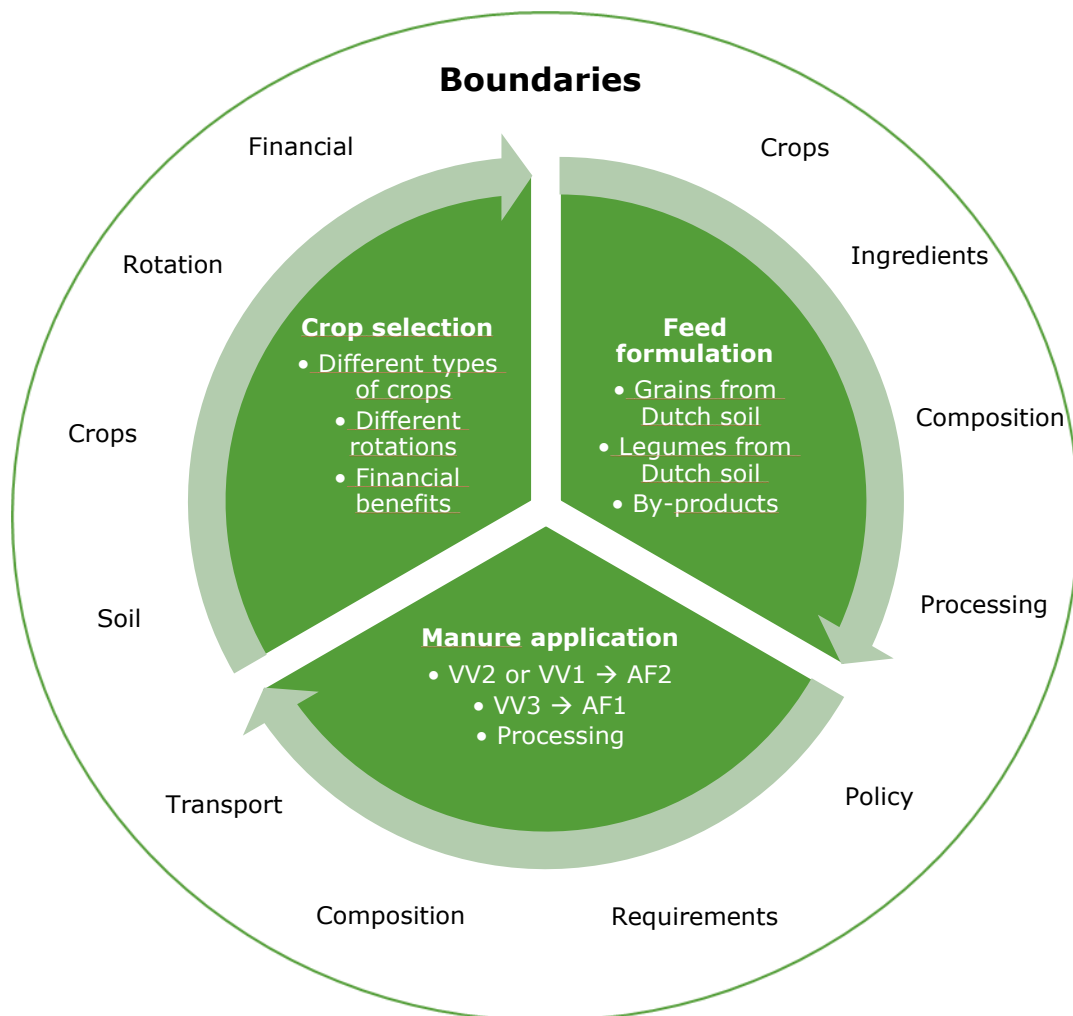 Boundaries
Financial
Crops
Rotation
Ingredients
Crop selection
• Different types
of crops
• Different
rotations
• Financial
benefits
Feed
formulation
• Grains from
Dutch soil
• Legumes from
Dutch soil
• By-products
Crops
Composition
Soil
Processing
Manure application
• VV2 or VV1 → AF2
• VV3 → AF1
• Processing
Transport
Policy
Composition
Requirements